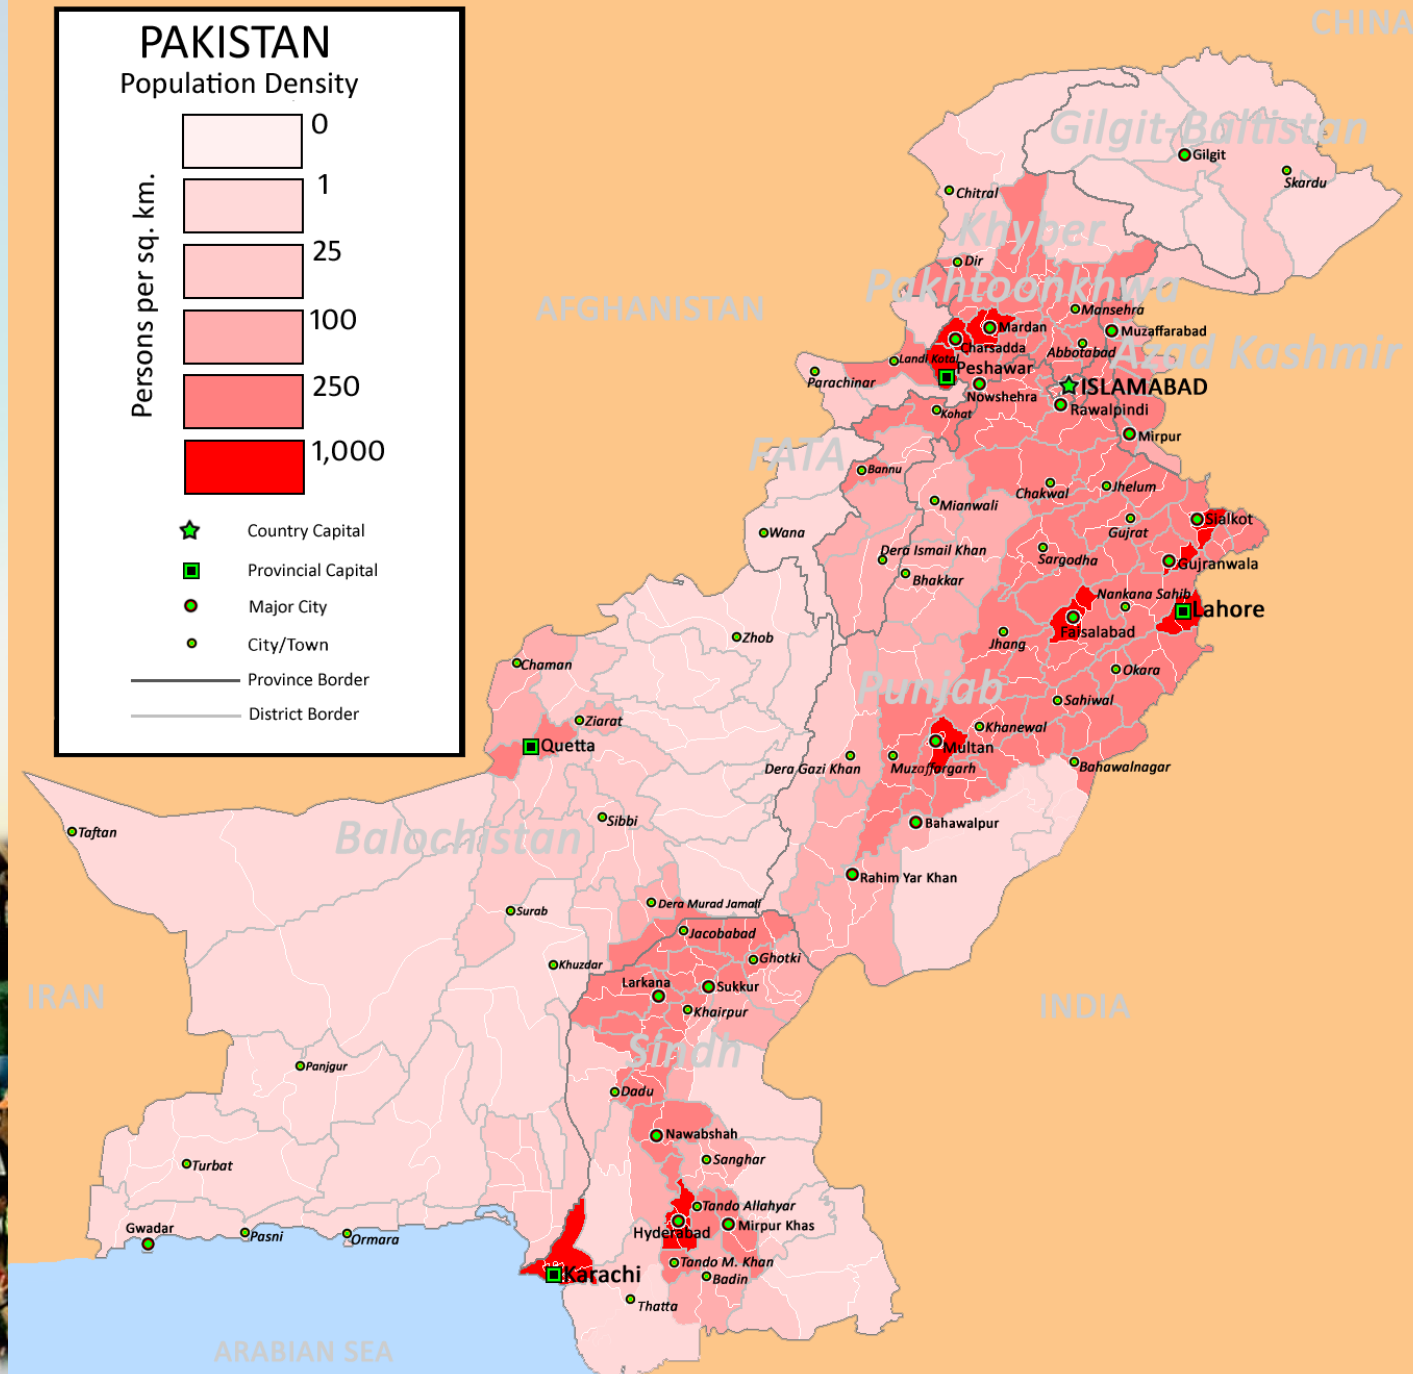 PAKISTAN
Population Density
Persons per sq. km.
0
1
25
100
250
1,000
Country Capital
Provincial Capital
Major City
City/Town
Province Border
District Border
CHINA
Gilgit-Baltistan
Gilgit
Skardu
Chitral
Khyber
Dir
Pakhtoonkhwa
AFGHANISTAN
Mansehra
Mardan
Muzaffarabad
Charsadda
Abbotabad
Azad Kashmir
Landi Kotal
Peshawar
Parachinar
ISLAMABAD
Nowshehra
Rawalpindi
Kohat
Mirpur
FATA
Bannu
Chakwal
Jhelum
Mianwali
Sialkot
Gujrat
Wana
Dera Ismail Khan
Sargodha
Gujranwala
Bhakkar
Nankana Sahib
Lahore
Faisalabad
Zhob
Jhang
Chaman
Okara
Punjab
Sahiwal
Ziarat
Khanewal
Quetta
Multan
Dera Gazi Khan
Muzaffargarh
Bahawalnagar
Taftan
Sibbi
Bahawalpur
Balochistan
Rahim Yar Khan
Surab
Dera Murad Jamali
Jacobabad
Khuzdar
Ghotki
Larkana
Sukkur
IRAN
INDIA
Khairpur
Sindh
Panjgur
Dadu
Nawabshah
Turbat
Sanghar
Tando Allahyar
Gwadar
Pasni
Ormara
Hyderabad
Mirpur Khas
Tando M. Khan
Karachi
Badin
Thatta
ARABIAN SEA